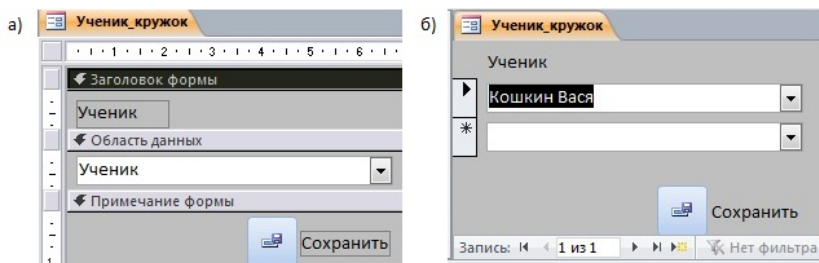 а)
Ученик_кружок
1 2 3 4 5 6
Заголовок формы
Ученик
Область данных
Ученик
Примечание формы
Сохранить
1
б)
Ученик_кружок
Ученик
Кошкин Вася
Сохранить
Запись: 1 из 1 Нет фильтра